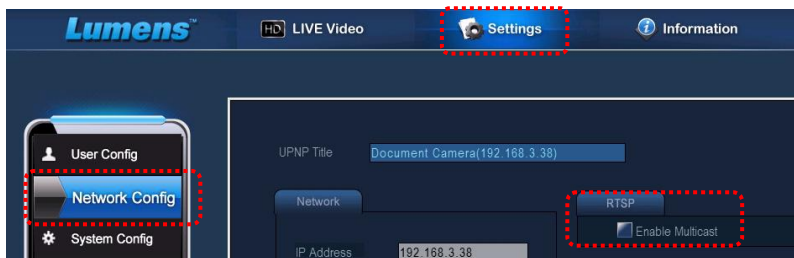 Lumens™ HD LIVE Video Settings Information
User Config
UPNP Title Document Camera(192.168.3.38)
Network Config
Network RTSP
System Config
Enable Multicast
IP Address 192.168.3.38